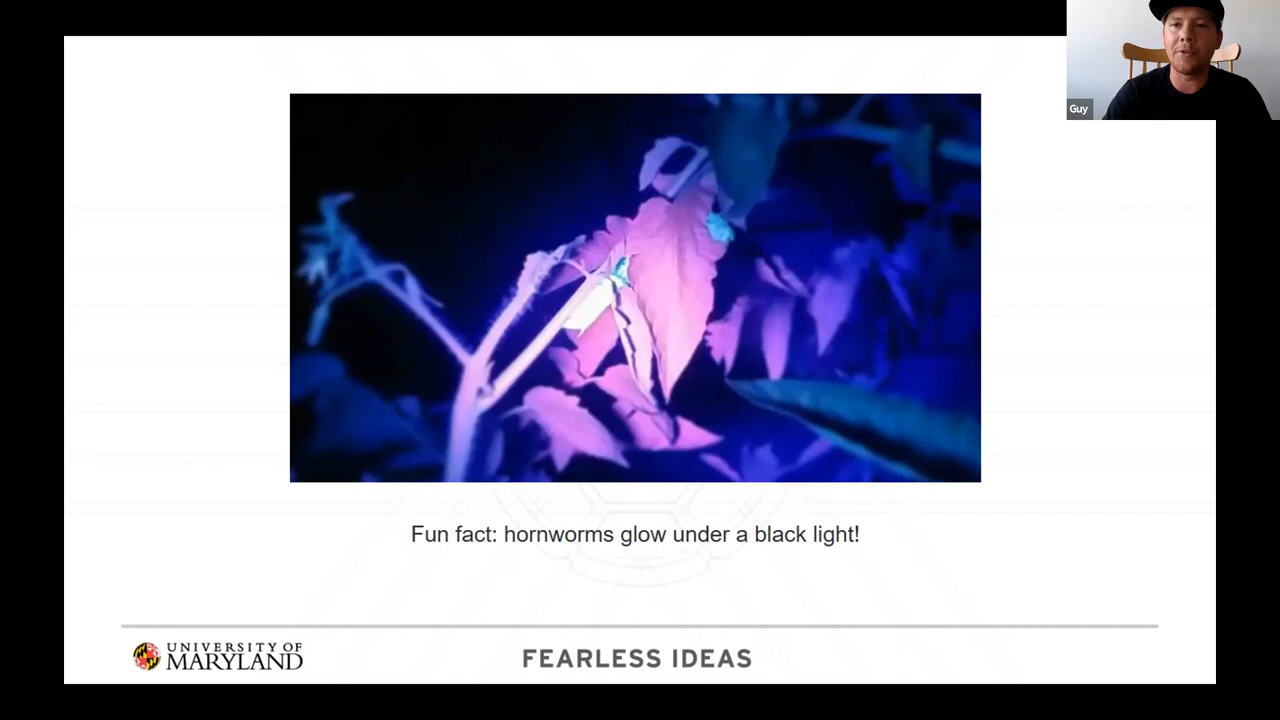 Guy
Fun fact: hornworms glow under a black light!
UNIVERSITY OF
MARYLAND
FEARLESS IDEAS